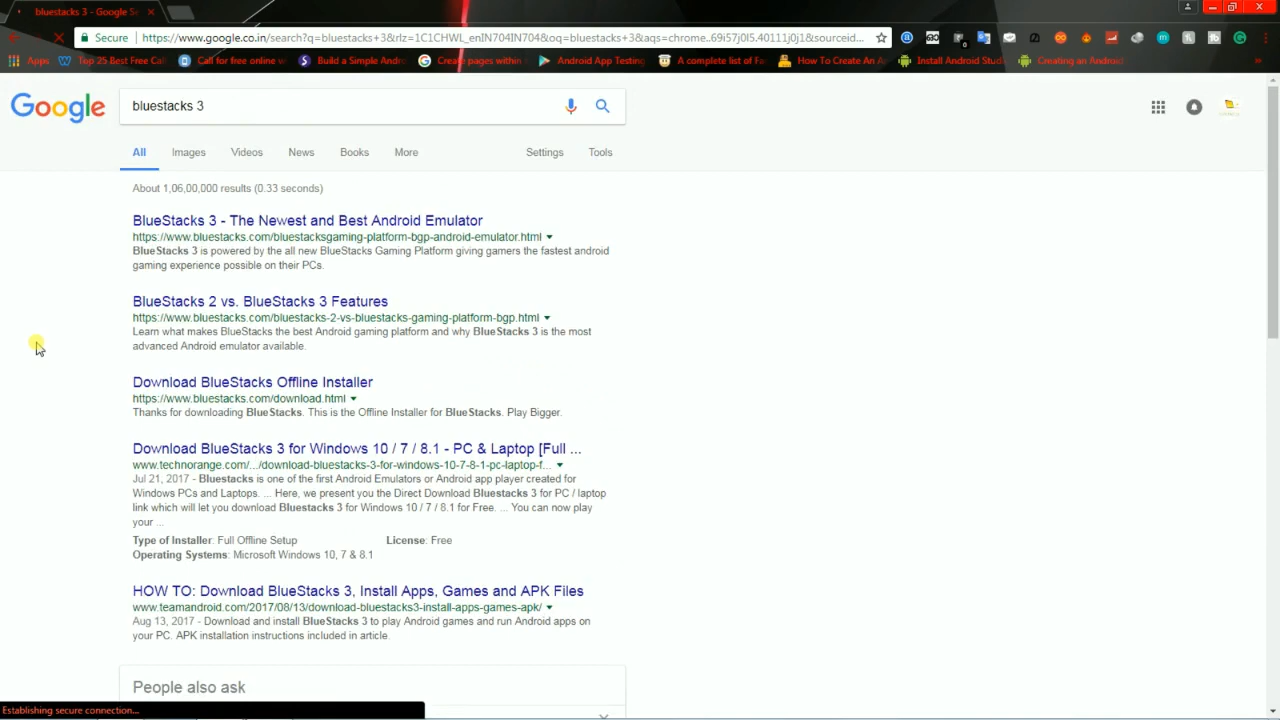 bluestacks 3 - Google Se
Secure
https://www.google.co.in/search?q=bluestacks+3&rlz=1C1CHWL_enIN704IN704&oq=bluestacks+3&aqs=chrome..69i57j0l5.40111j0j1&sourceid...
Apps
Top 25 Best Free Cal
Call for free online w
Build a Simple Andro
Create pages within
Android App Testing
A complete list of Fa
How To Create An A
Install Android Stud
Creating an Android
»
Google
bluestacks 3
All
Images
Videos
News
Books
More
Settings
Tools
About 1,06,00,000 results (0.33 seconds)
BlueStacks 3 - The Newest and Best Android Emulator
https://www.bluestacks.com/bluestacksgaming-platform-bgp-android-emulator.html
BlueStacks 3 is powered by the all new BlueStacks Gaming Platform giving gamers the fastest android
gaming experience possible on their PCs.
BlueStacks 2 vs. BlueStacks 3 Features
https://www.bluestacks.com/bluestacks-2-vs-bluestacks-gaming-platform-bgp.html
Learn what makes BlueStacks the best Android gaming platform and why BlueStacks 3 is the most
advanced Android emulator available.
Download BlueStacks Offline Installer
https://www.bluestacks.com/download.html
Thanks for downloading BlueStacks. This is the Offline Installer for BlueStacks. Play Bigger.
Download BlueStacks 3 for Windows 10 / 7 / 8.1 - PC & Laptop [Full ...
www.technorange.com/.../download-bluestacks-3-for-windows-10-7-8-1-pc-laptop-f...
Jul 21, 2017 - Bluestacks is one of the first Android Emulators or Android app player created for
Windows PCs and Laptops. ... Here, we present you the Direct Download Bluestacks 3 for PC / laptop
link which will let you download Bluestacks 3 for Windows 10 / 7 / 8.1 for Free. ... You can now play
your ...
Type of Installer: Full Offline Setup
License: Free
Operating Systems: Microsoft Windows 10, 7 & 8.1
HOW TO: Download BlueStacks 3, Install Apps, Games and APK Files
www.teamandroid.com/2017/08/13/download-bluestacks3-install-apps-games-apk/
Aug 13, 2017 - Download and install BlueStacks 3 to play Android games and run Android apps on
your PC. APK installation instructions included in article.
People also ask
Establishing secure connection...